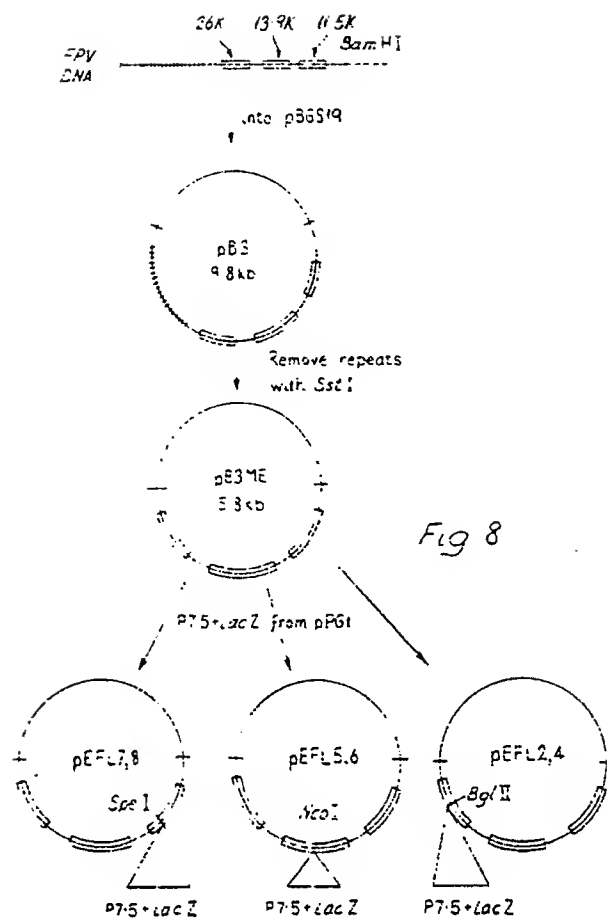 26K 13·9K 11·5K
BamHI
FPV
DNA
into pBGS19
pB3
9.8kb
Remove repeats
with SstI
pB3ME
5.8kb
Fig 8
P7·5+LacZ from pPGI
pEFL7,8
pEFL5,6
pEFL2,4
SpeI
NcoI
BglII
P7·5+LacZ
P7·5+LacZ
P7·5+LacZ